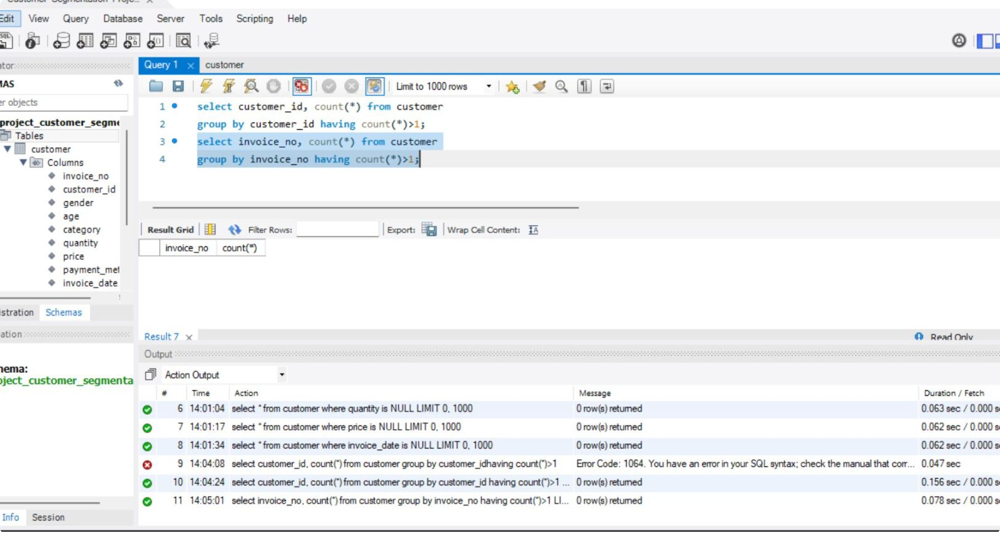 Customer Segmentation Proje...
Edit View Query Database Server Tools Scripting Help
Query 1 customer
Limit to 1000 rows
1 select customer_id, count(*) from customer
2 group by customer_id having count(*)>1;
3 select invoice_no, count(*) from customer
4 group by invoice_no having count(*)>1;
ator
MAS
er objects
project_customer_segme
Tables
customer
Columns
invoice_no
customer_id
gender
age
category
quantity
price
payment_met
invoice_date
istration Schemas
ation
hema:
oject_customer_segmenta
Info Session
Result Grid Filter Rows: Export: Wrap Cell Content:
invoice_no count(*)
Result 7 Read Only
Output
Action Output
# Time Action Message Duration / Fetch
6 14:01:04 select * from customer where quantity is NULL LIMIT 0, 1000 0 row(s) returned 0.063 sec / 0.000 s
7 14:01:17 select * from customer where price is NULL LIMIT 0, 1000 0 row(s) returned 0.062 sec / 0.000 s
8 14:01:34 select * from customer where invoice_date is NULL LIMIT 0, 1000 0 row(s) returned 0.062 sec / 0.000 s
9 14:04:08 select customer_id, count(*) from customer group by customer_idhaving count(*)>1 Error Code: 1064. You have an error in your SQL syntax; check the manual that corr... 0.047 sec
10 14:04:24 select customer_id, count(*) from customer group by customer_id having count(*)>1 ... 0 row(s) returned 0.156 sec / 0.000 s
11 14:05:01 select invoice_no, count(*) from customer group by invoice_no having count(*)>1 LI... 0 row(s) returned 0.078 sec / 0.000 s